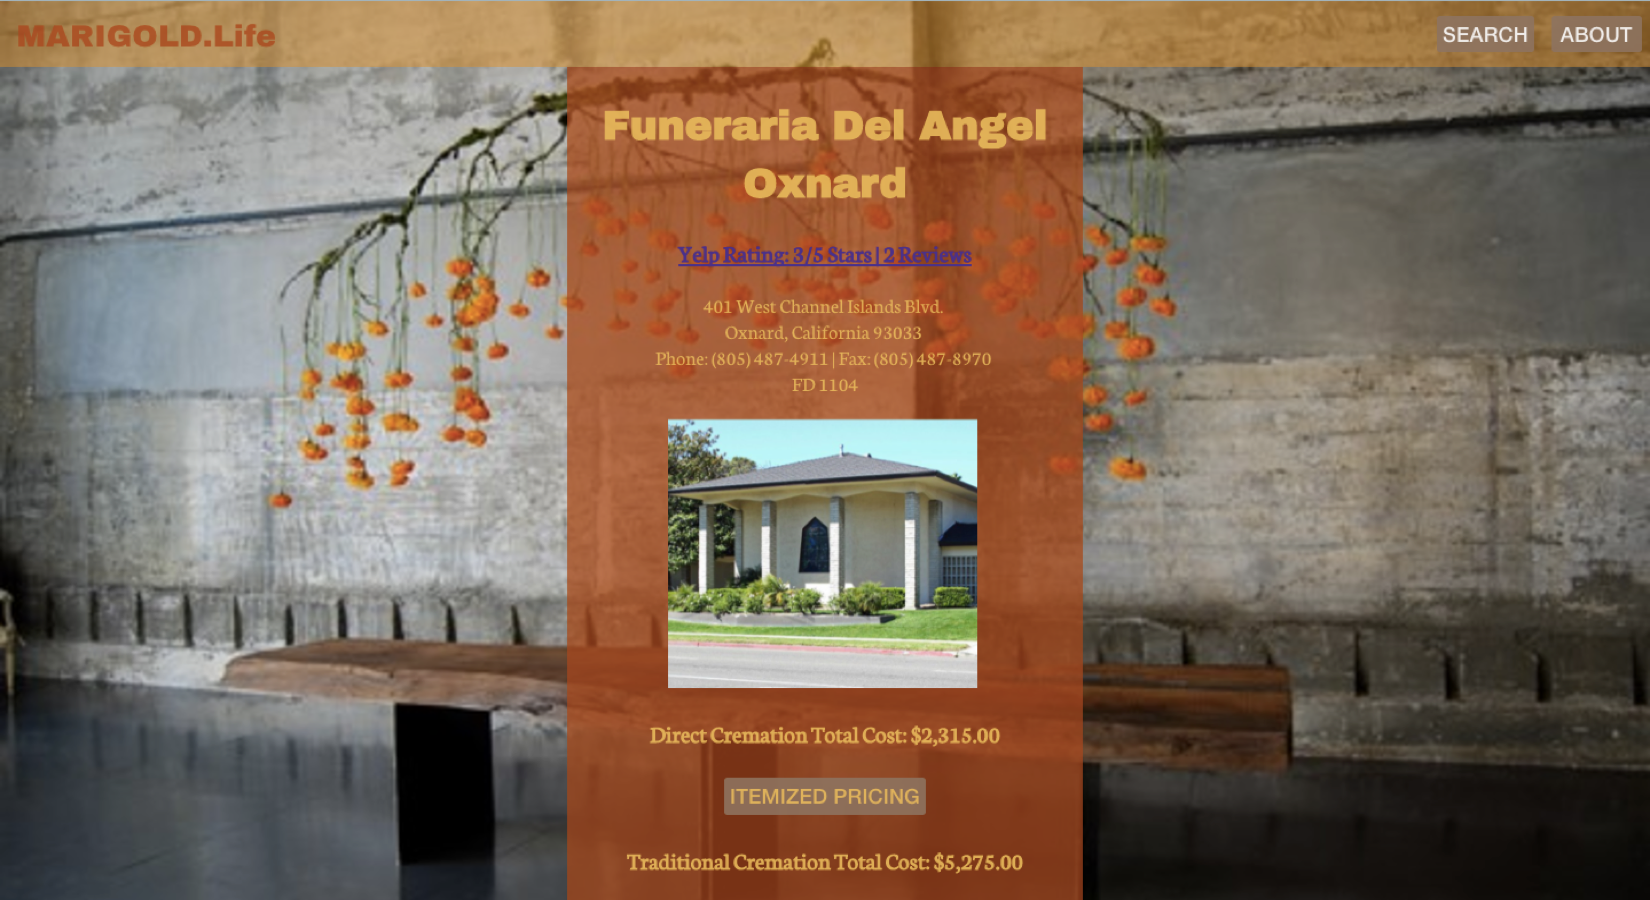 MARIGOLD.Life
SEARCH
ABOUT
Funeraria Del Angel
Oxnard
Yelp Rating: 3/5 Stars | 2 Reviews
401 West Channel Islands Blvd.
Oxnard, California 93033
Phone: (805) 487-4911 | Fax: (805) 487-8970
FD 1104
Direct Cremation Total Cost: $2,315.00
ITEMIZED PRICING
Traditional Cremation Total Cost: $5,275.00